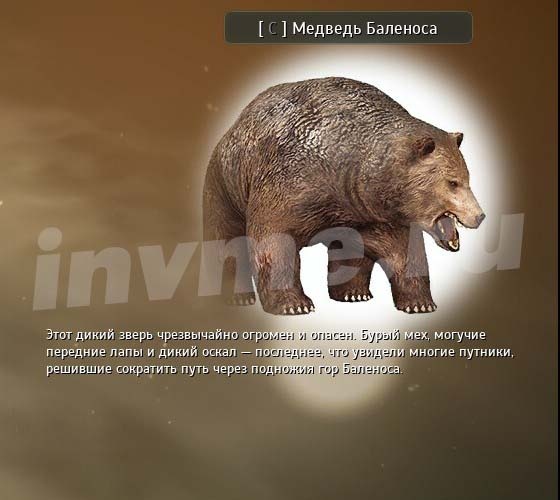 [ C ] Медведь Баленоса
invme.ru
Этот дикий зверь чрезвычайно огромен и опасен. Бурый мех, могучие
передние лапы и дикий оскал — последнее, что увидели многие путники,
решившие сократить путь через подножия гор Баленоса.